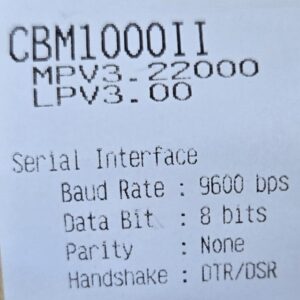 CBM1000II
MPV3.22000
LPV3.00
Serial Interface
Baud Rate : 9600 bps
Data Bit : 8 bits
Parity : None
Handshake : DTR/DSR